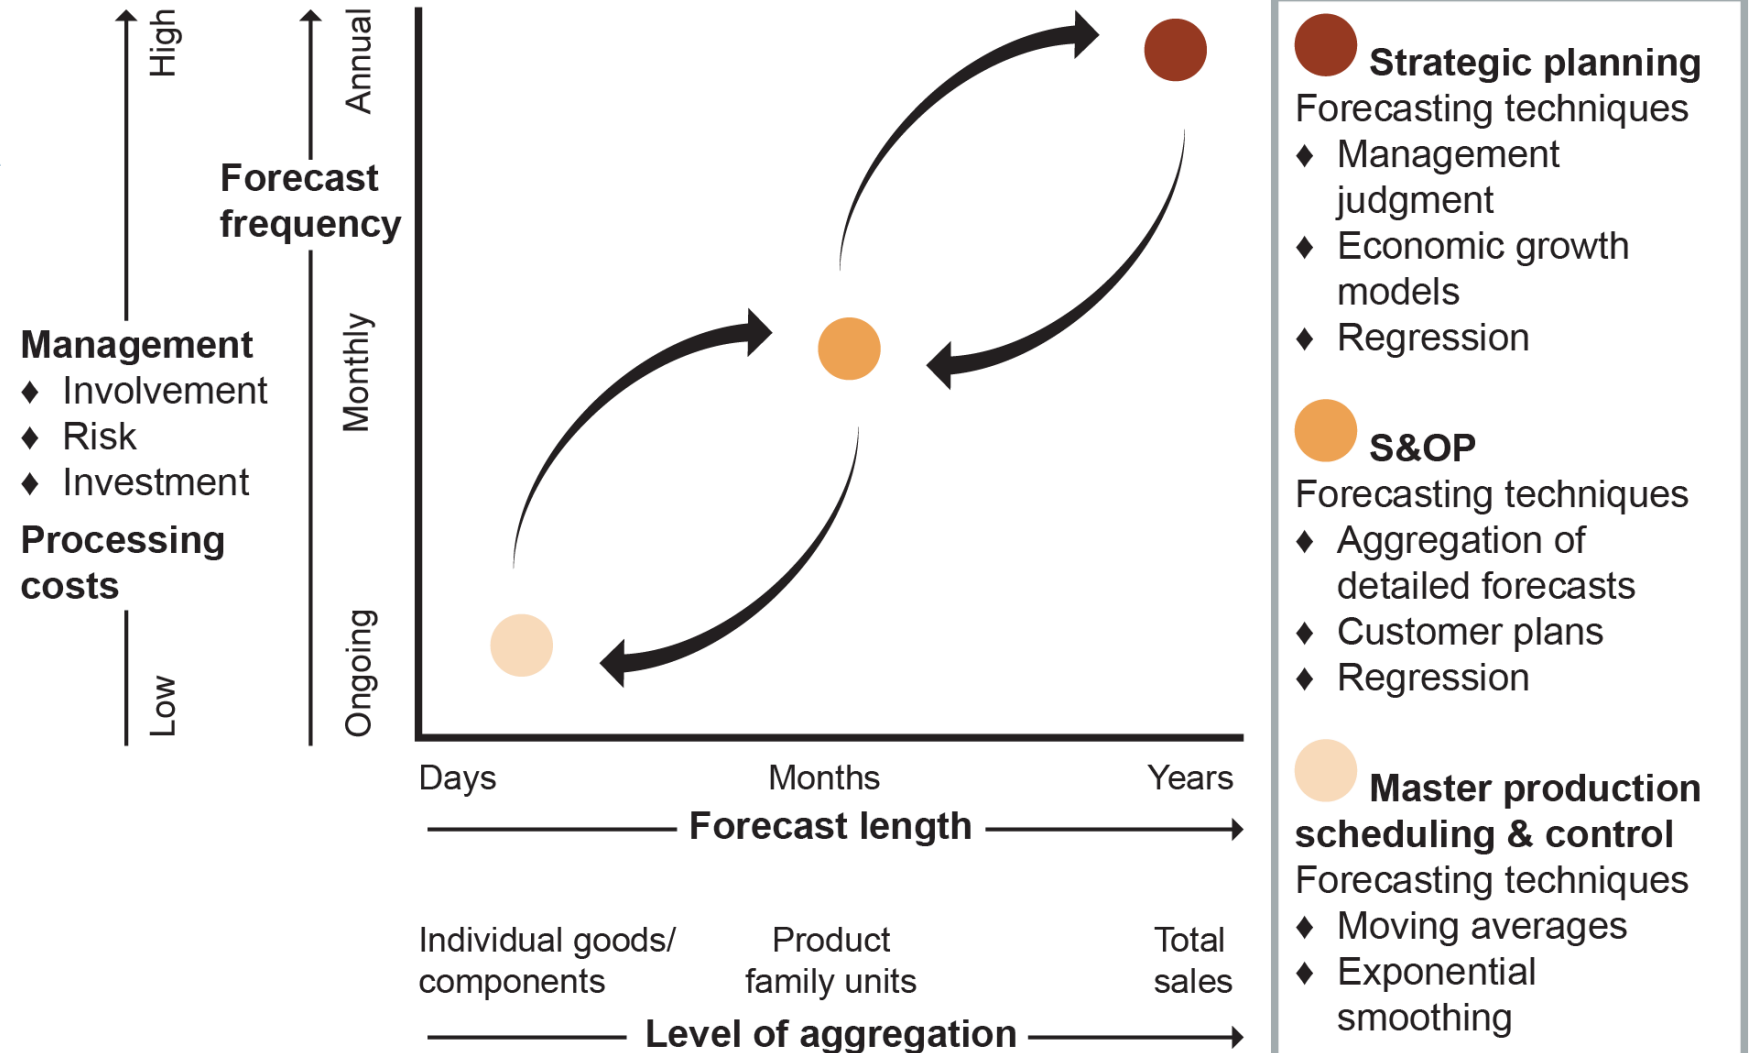 High
Annual
Forecast
frequency
Management
♦ Involvement
♦ Risk
♦ Investment
Processing
costs
Monthly
Low
Ongoing
Days
Months
Years
Forecast length
Individual goods/
components
Product
family units
Total
sales
Level of aggregation
Strategic planning
Forecasting techniques
♦ Management
judgment
♦ Economic growth
models
♦ Regression
S&OP
Forecasting techniques
♦ Aggregation of
detailed forecasts
♦ Customer plans
♦ Regression
Master production
scheduling & control
Forecasting techniques
♦ Moving averages
♦ Exponential
smoothing